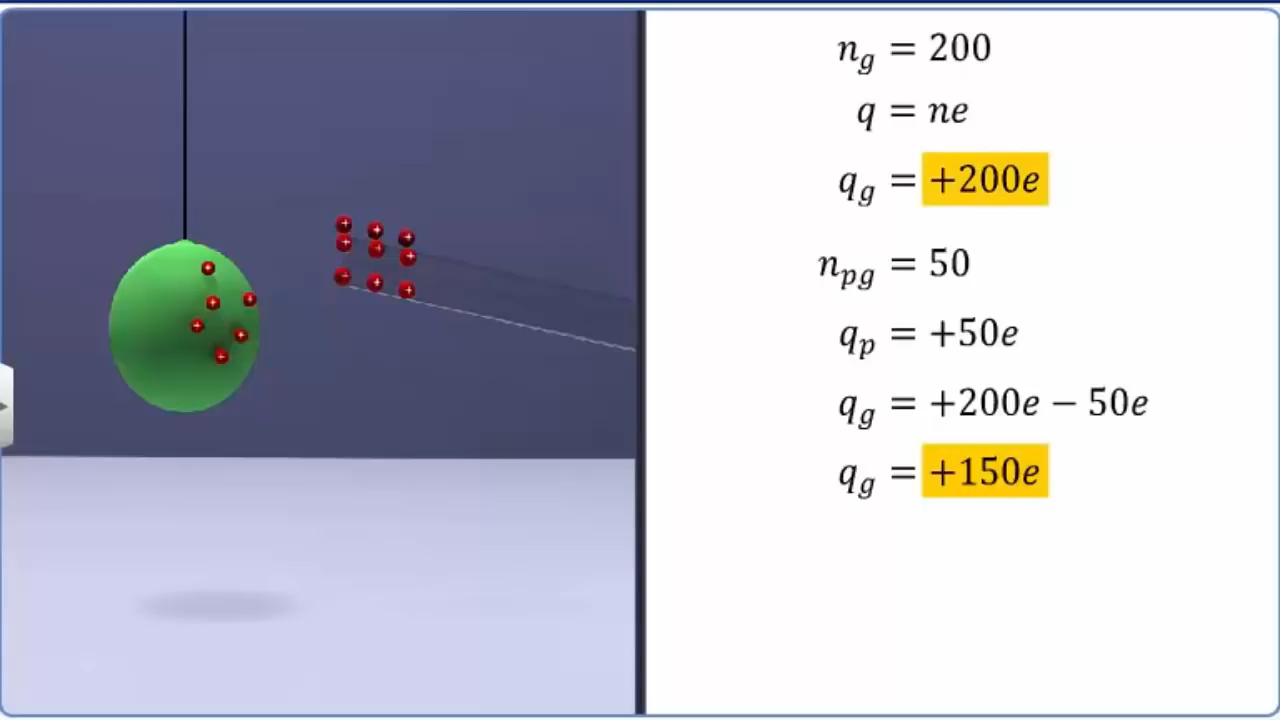 n_g = 200
q = ne
q_g = +200e
n_pg = 50
q_p = +50e
q_g = +200e − 50e
q_g = +150e